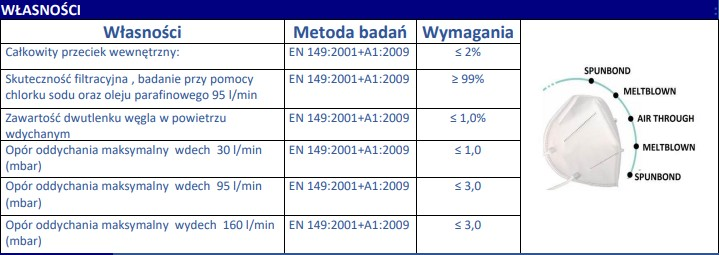 WŁASNOŚCI
Własności Metoda badań Wymagania
Całkowity przeciek wewnętrzny: EN 149:2001+A1:2009 ≤ 2%
Skuteczność filtracyjna , badanie przy pomocy
chlorku sodu oraz oleju parafinowego 95 l/min EN 149:2001+A1:2009 ≥ 99%
Zawartość dwutlenku węgla w powietrzu
wdychanym EN 149:2001+A1:2009 ≤ 1,0%
Opór oddychania maksymalny wdech 30 l/min
(mbar) EN 149:2001+A1:2009 ≤ 1,0
Opór oddychania maksymalny wdech 95 l/min
(mbar) EN 149:2001+A1:2009 ≤ 3,0
Opór oddychania maksymalny wydech 160 l/min
(mbar) EN 149:2001+A1:2009 ≤ 3,0
SPUNBOND
MELTBLOWN
AIR THROUGH
MELTBLOWN
SPUNBOND